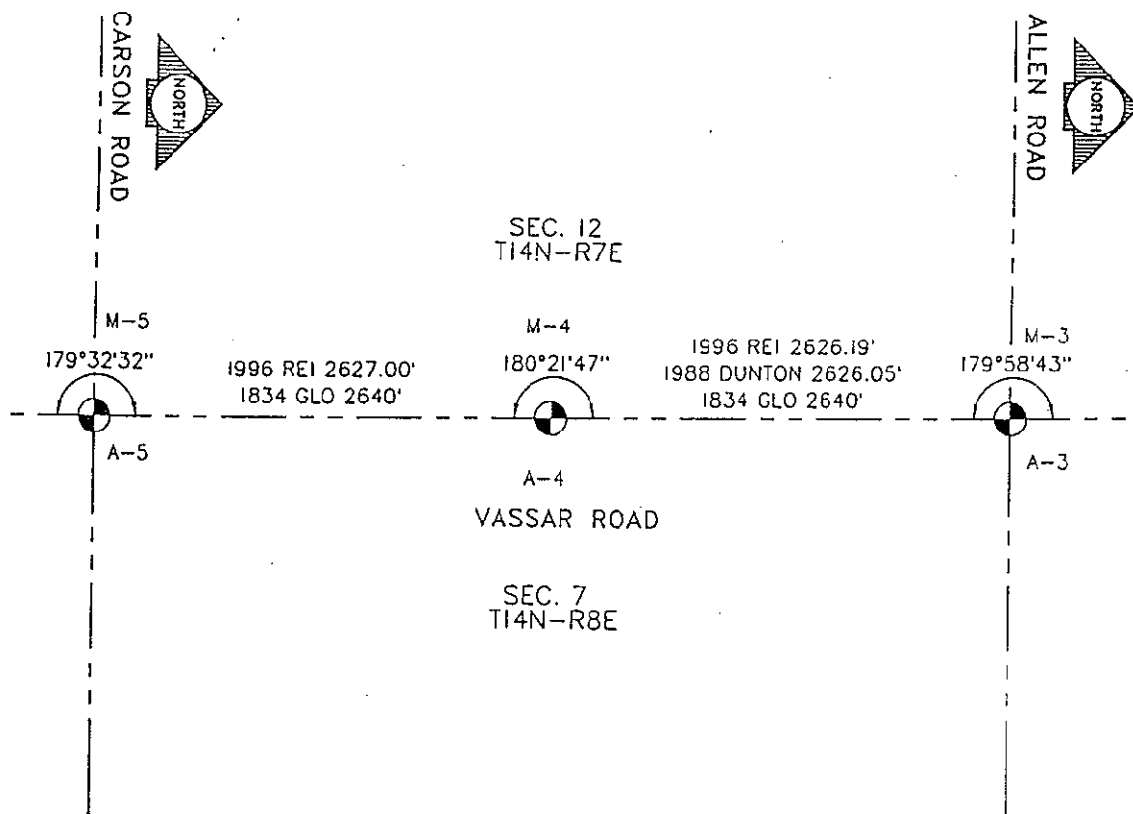 CARSON ROAD
NORTH
ALLEN ROAD
NORTH
SEC. 12
T14N-R7E
M-5
179°32'32"
1996 REI 2627.00'
1834 GLO 2640'
M-4
180°21'47"
1996 REI 2626.19'
1988 DUNTON 2626.05'
1834 GLO 2640'
M-3
179°58'43"
A-5
A-4
A-3
VASSAR ROAD
SEC. 7
T14N-R8E